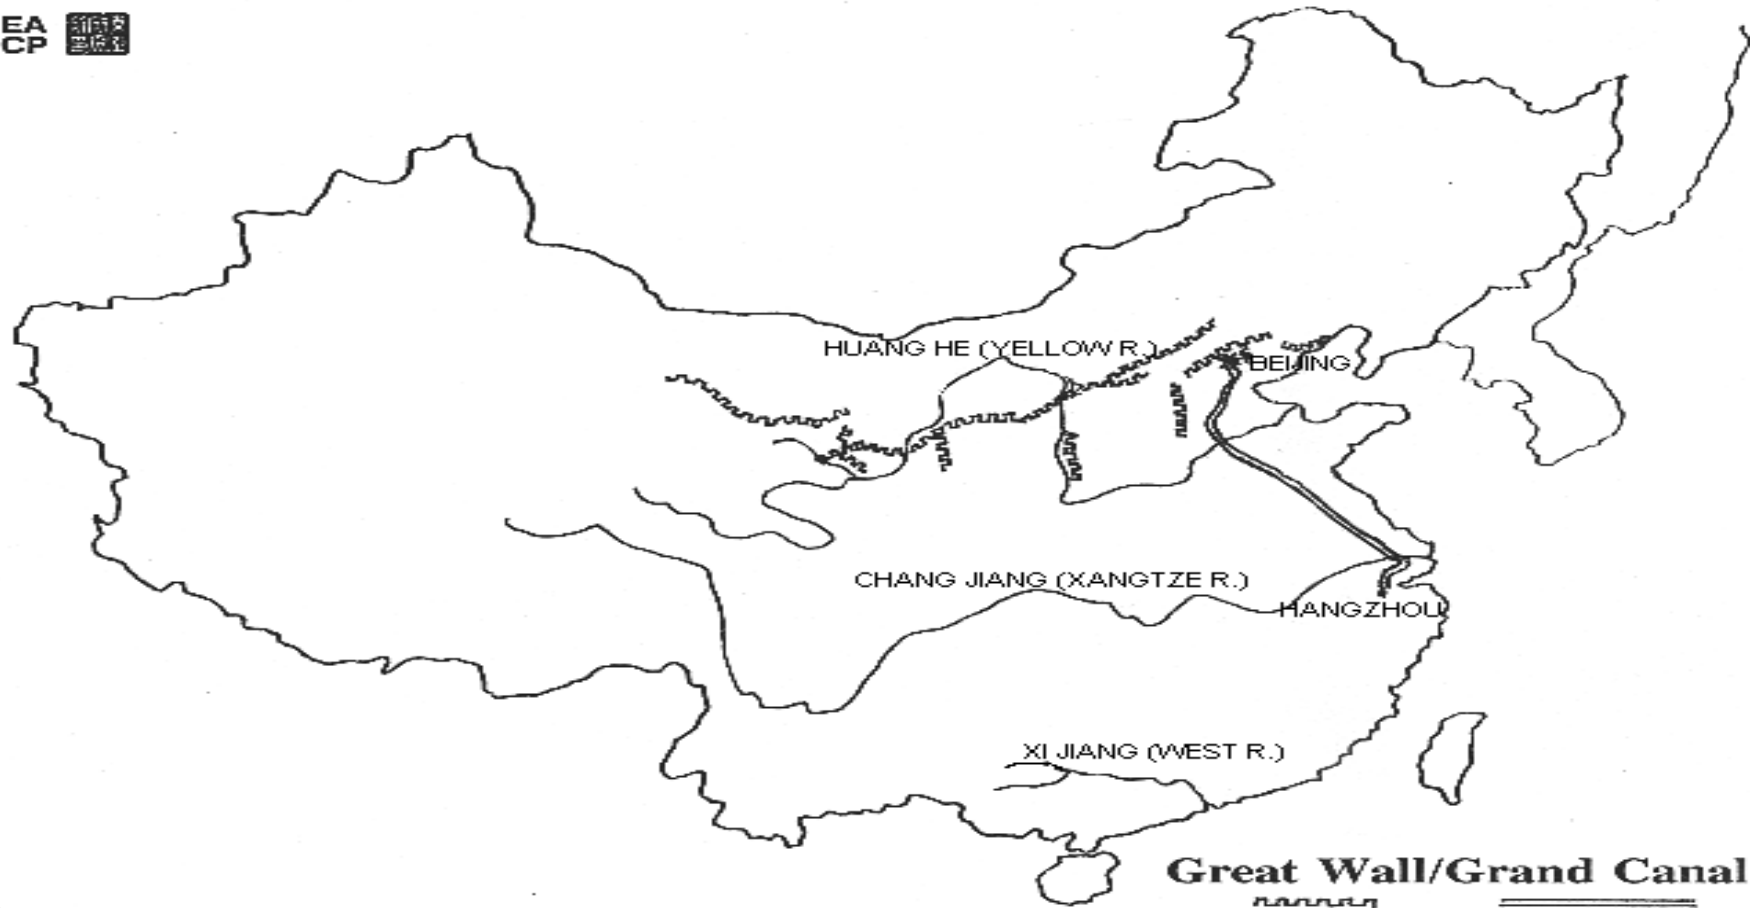 EA
CP
HUANG HE (YELLOW R.)
BEIJING
CHANG JIANG (XANGTZE R.)
HANGZHOU
XI JIANG (WEST R.)
Great Wall/Grand Canal